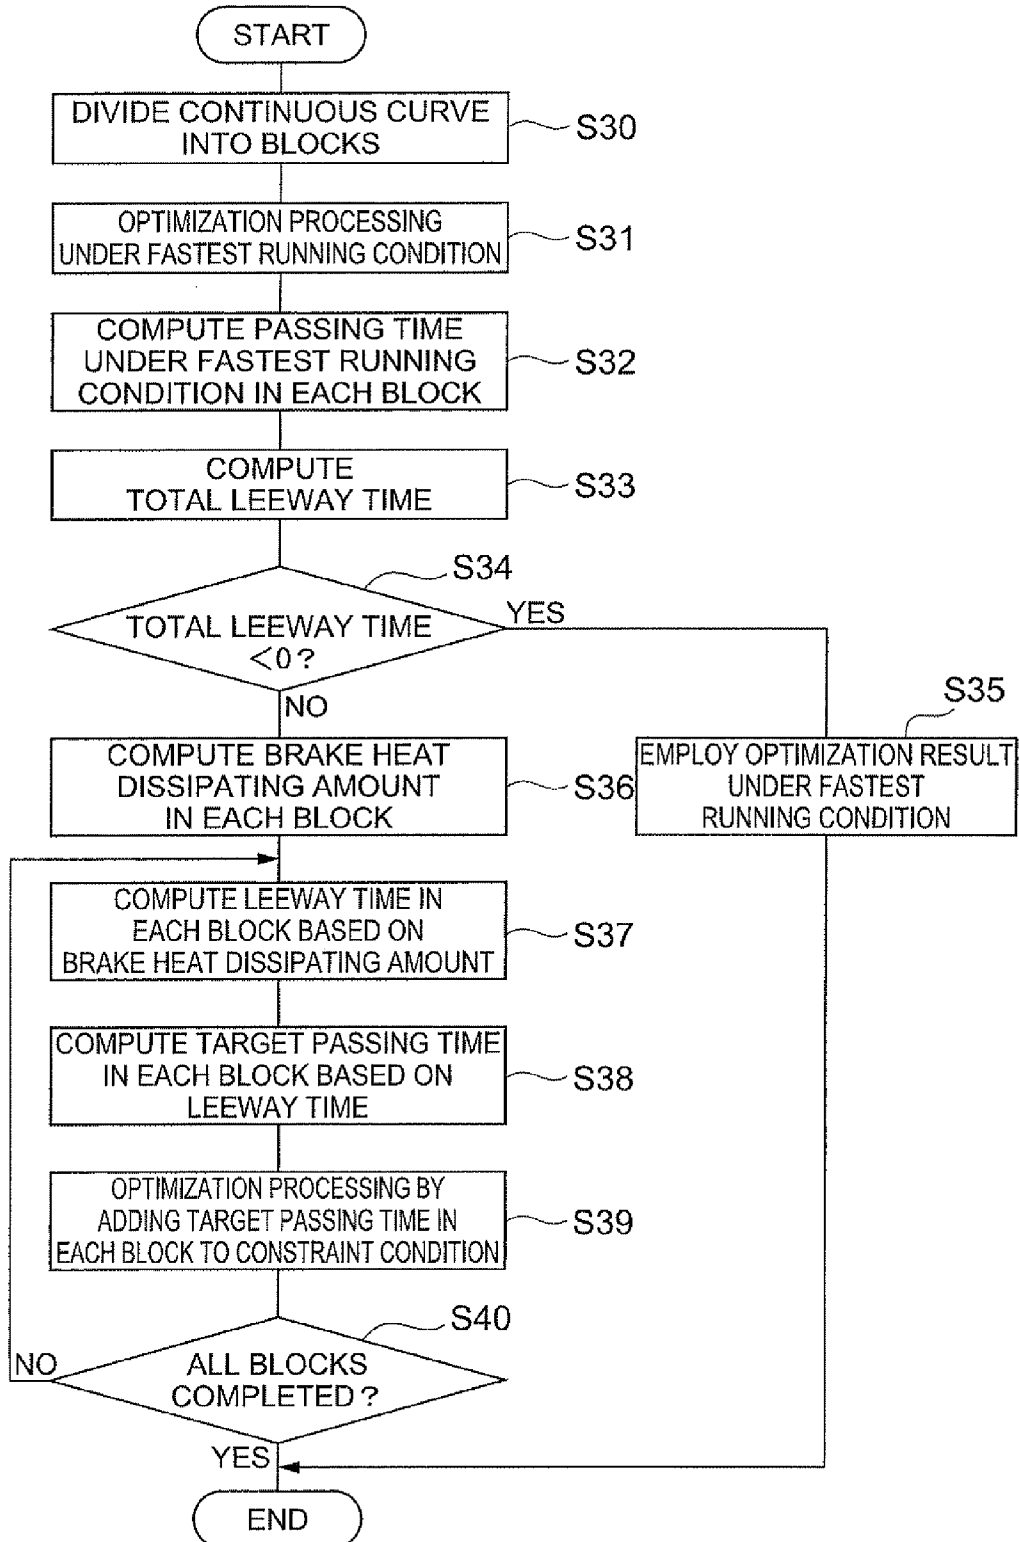 START
DIVIDE CONTINUOUS CURVE
INTO BLOCKS
S30
OPTIMIZATION PROCESSING
UNDER FASTEST RUNNING CONDITION
S31
COMPUTE PASSING TIME
UNDER FASTEST RUNNING
CONDITION IN EACH BLOCK
S32
COMPUTE
TOTAL LEEWAY TIME
S33
S34
TOTAL LEEWAY TIME
<0?
YES
NO
S35
EMPLOY OPTIMIZATION RESULT
UNDER FASTEST
RUNNING CONDITION
COMPUTE BRAKE HEAT
DISSIPATING AMOUNT
IN EACH BLOCK
S36
COMPUTE LEEWAY TIME IN
EACH BLOCK BASED ON
BRAKE HEAT DISSIPATING AMOUNT
S37
COMPUTE TARGET PASSING TIME
IN EACH BLOCK BASED ON
LEEWAY TIME
S38
OPTIMIZATION PROCESSING BY
ADDING TARGET PASSING TIME IN
EACH BLOCK TO CONSTRAINT CONDITION
S39
S40
ALL BLOCKS
COMPLETED?
NO
YES
END